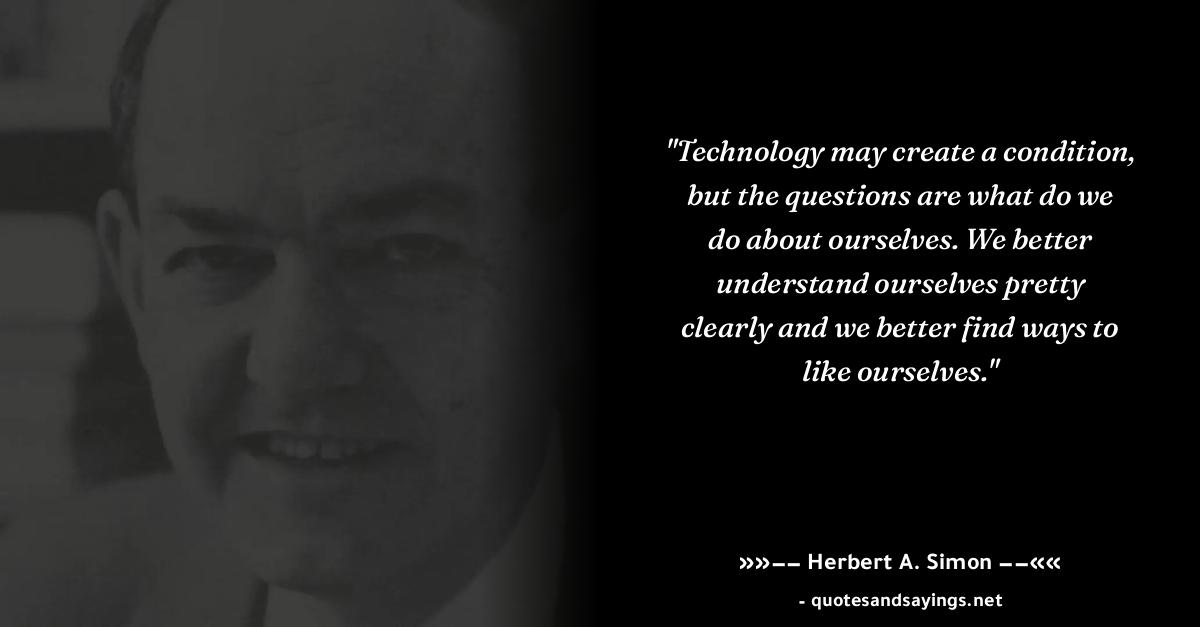 "Technology may create a condition,
but the questions are what do we
do about ourselves. We better
understand ourselves pretty
clearly and we better find ways to
like ourselves."
»»−− Herbert A. Simon −−««
- quotesandsayings.net